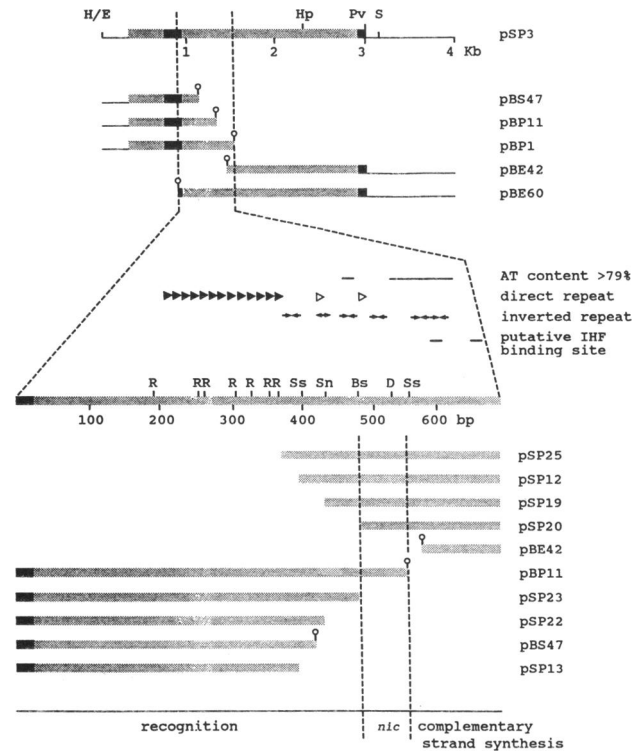 H/E Hp Pv S
pSP3
1 2 3 4 Kb
pBS47
pBP11
pBP1
pBE42
pBE60
AT content >79%
direct repeat
inverted repeat
putative IHF
binding site
R RR R R RR Ss Sn Bs D Ss
100 200 300 400 500 600 bp
pSP25
pSP12
pSP19
pSP20
pBE42
pBP11
pSP23
pSP22
pBS47
pSP13
recognition nic complementary
strand synthesis